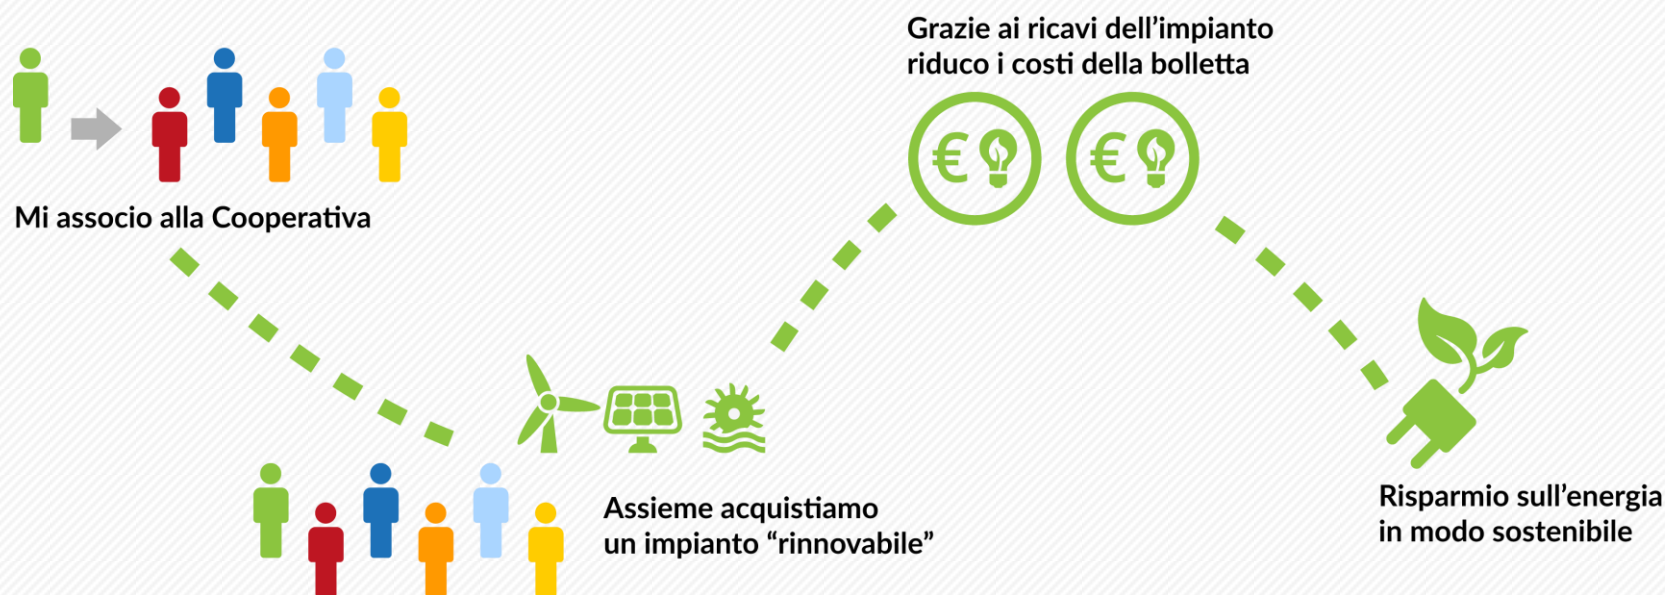 Mi associo alla Cooperativa
Assieme acquistiamo
un impianto “rinnovabile”
Grazie ai ricavi dell’impianto
riduco i costi della bolletta
€ €
Risparmio sull’energia
in modo sostenibile